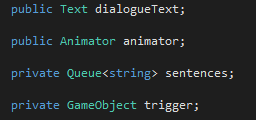 public Text dialogueText;
public Animator animator;
private Queue<string> sentences;
private GameObject trigger;